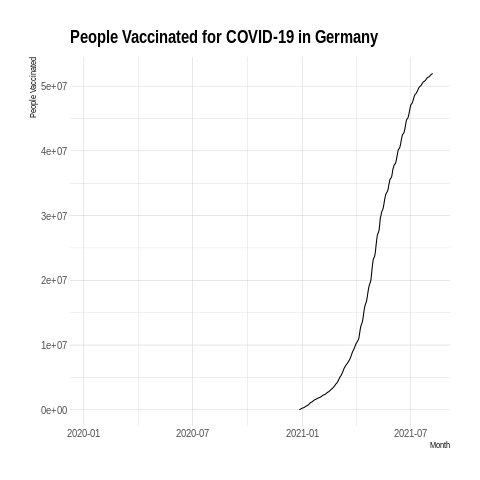 People Vaccinated for COVID-19 in Germany
People Vaccinated
5e+07
4e+07
3e+07
2e+07
1e+07
0e+00
2020-01 2020-07 2021-01 2021-07
Month